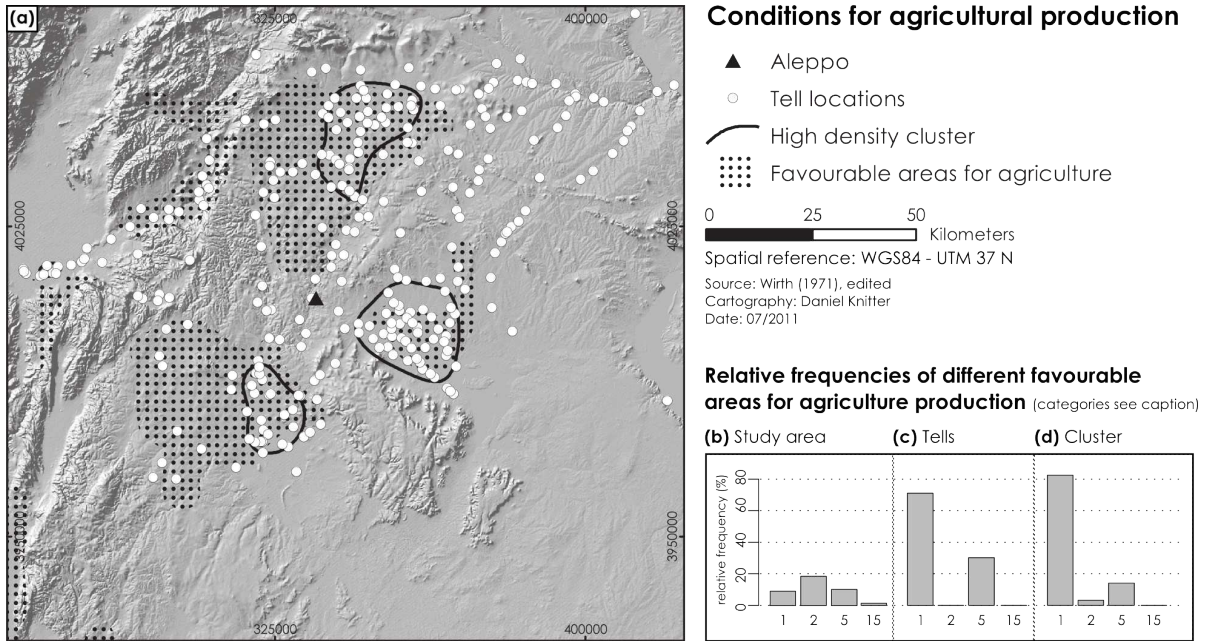 (a)
325000
400000
4025000
4025000
3950000
3950000
325000
400000
Conditions for agricultural production
Aleppo
Tell locations
High density cluster
Favourable areas for agriculture
0 25 50 Kilometers
Spatial reference: WGS84 - UTM 37 N
Source: Wirth (1971), edited
Cartography: Daniel Knitter
Date: 07/2011
Relative frequencies of different favourable
areas for agriculture production (categories see caption)
(b) Study area (c) Tells (d) Cluster
relative frequency (%)
80
60
40
20
0
1 2 5 15 1 2 5 15 1 2 5 15